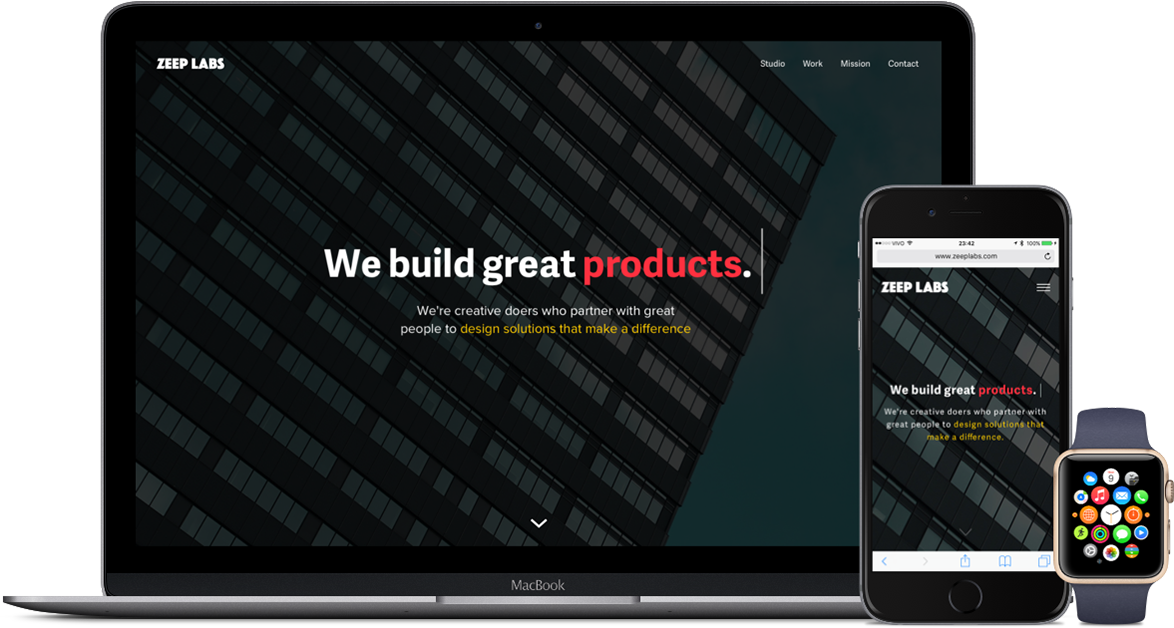 ZEEP LABS
Studio Work Mission Contact
We build great products.
We're creative doers who partner with great
people to design solutions that make a difference
MacBook
VIVO 23:42 100%
www.zeeplabs.com
ZEEP LABS
We build great products.
We're creative doers who partner with
great people to design solutions that
make a difference.
9